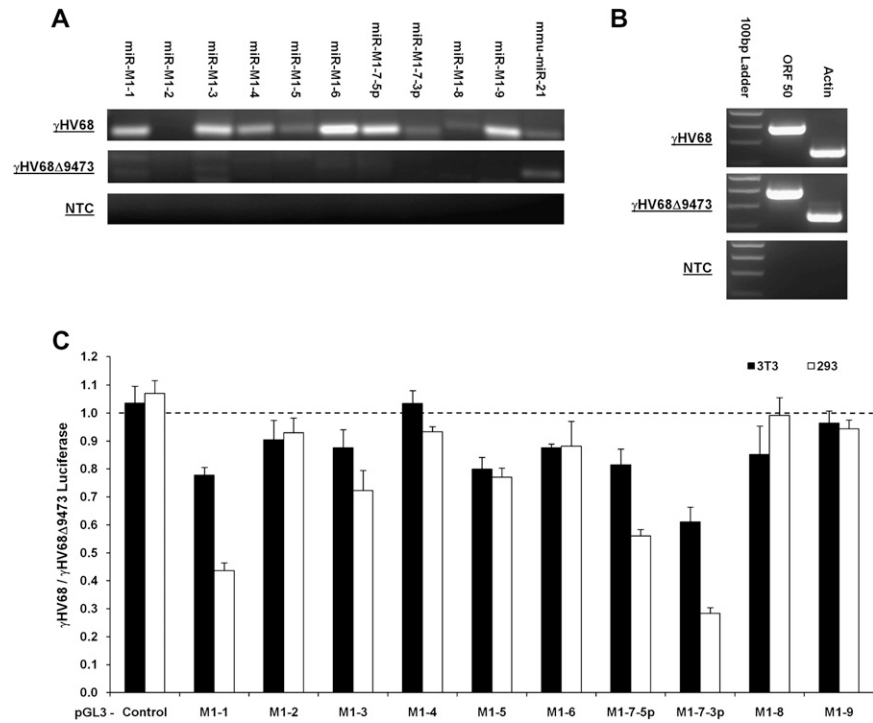 A
miR-M1-1
miR-M1-2
miR-M1-3
miR-M1-4
miR-M1-5
miR-M1-6
miR-M1-7-5p
miR-M1-7-3p
miR-M1-8
miR-M1-9
mmu-miR-21
γHV68
γHV68Δ9473
NTC
B
100bp Ladder
ORF 50
Actin
γHV68
γHV68Δ9473
NTC
C
γHV68 / γHV68Δ9473 Luciferase
1.2
1.1
1.0
0.9
0.8
0.7
0.6
0.5
0.4
0.3
0.2
0.1
0.0
3T3 293
pGL3 - Control M1-1 M1-2 M1-3 M1-4 M1-5 M1-6 M1-7-5p M1-7-3p M1-8 M1-9